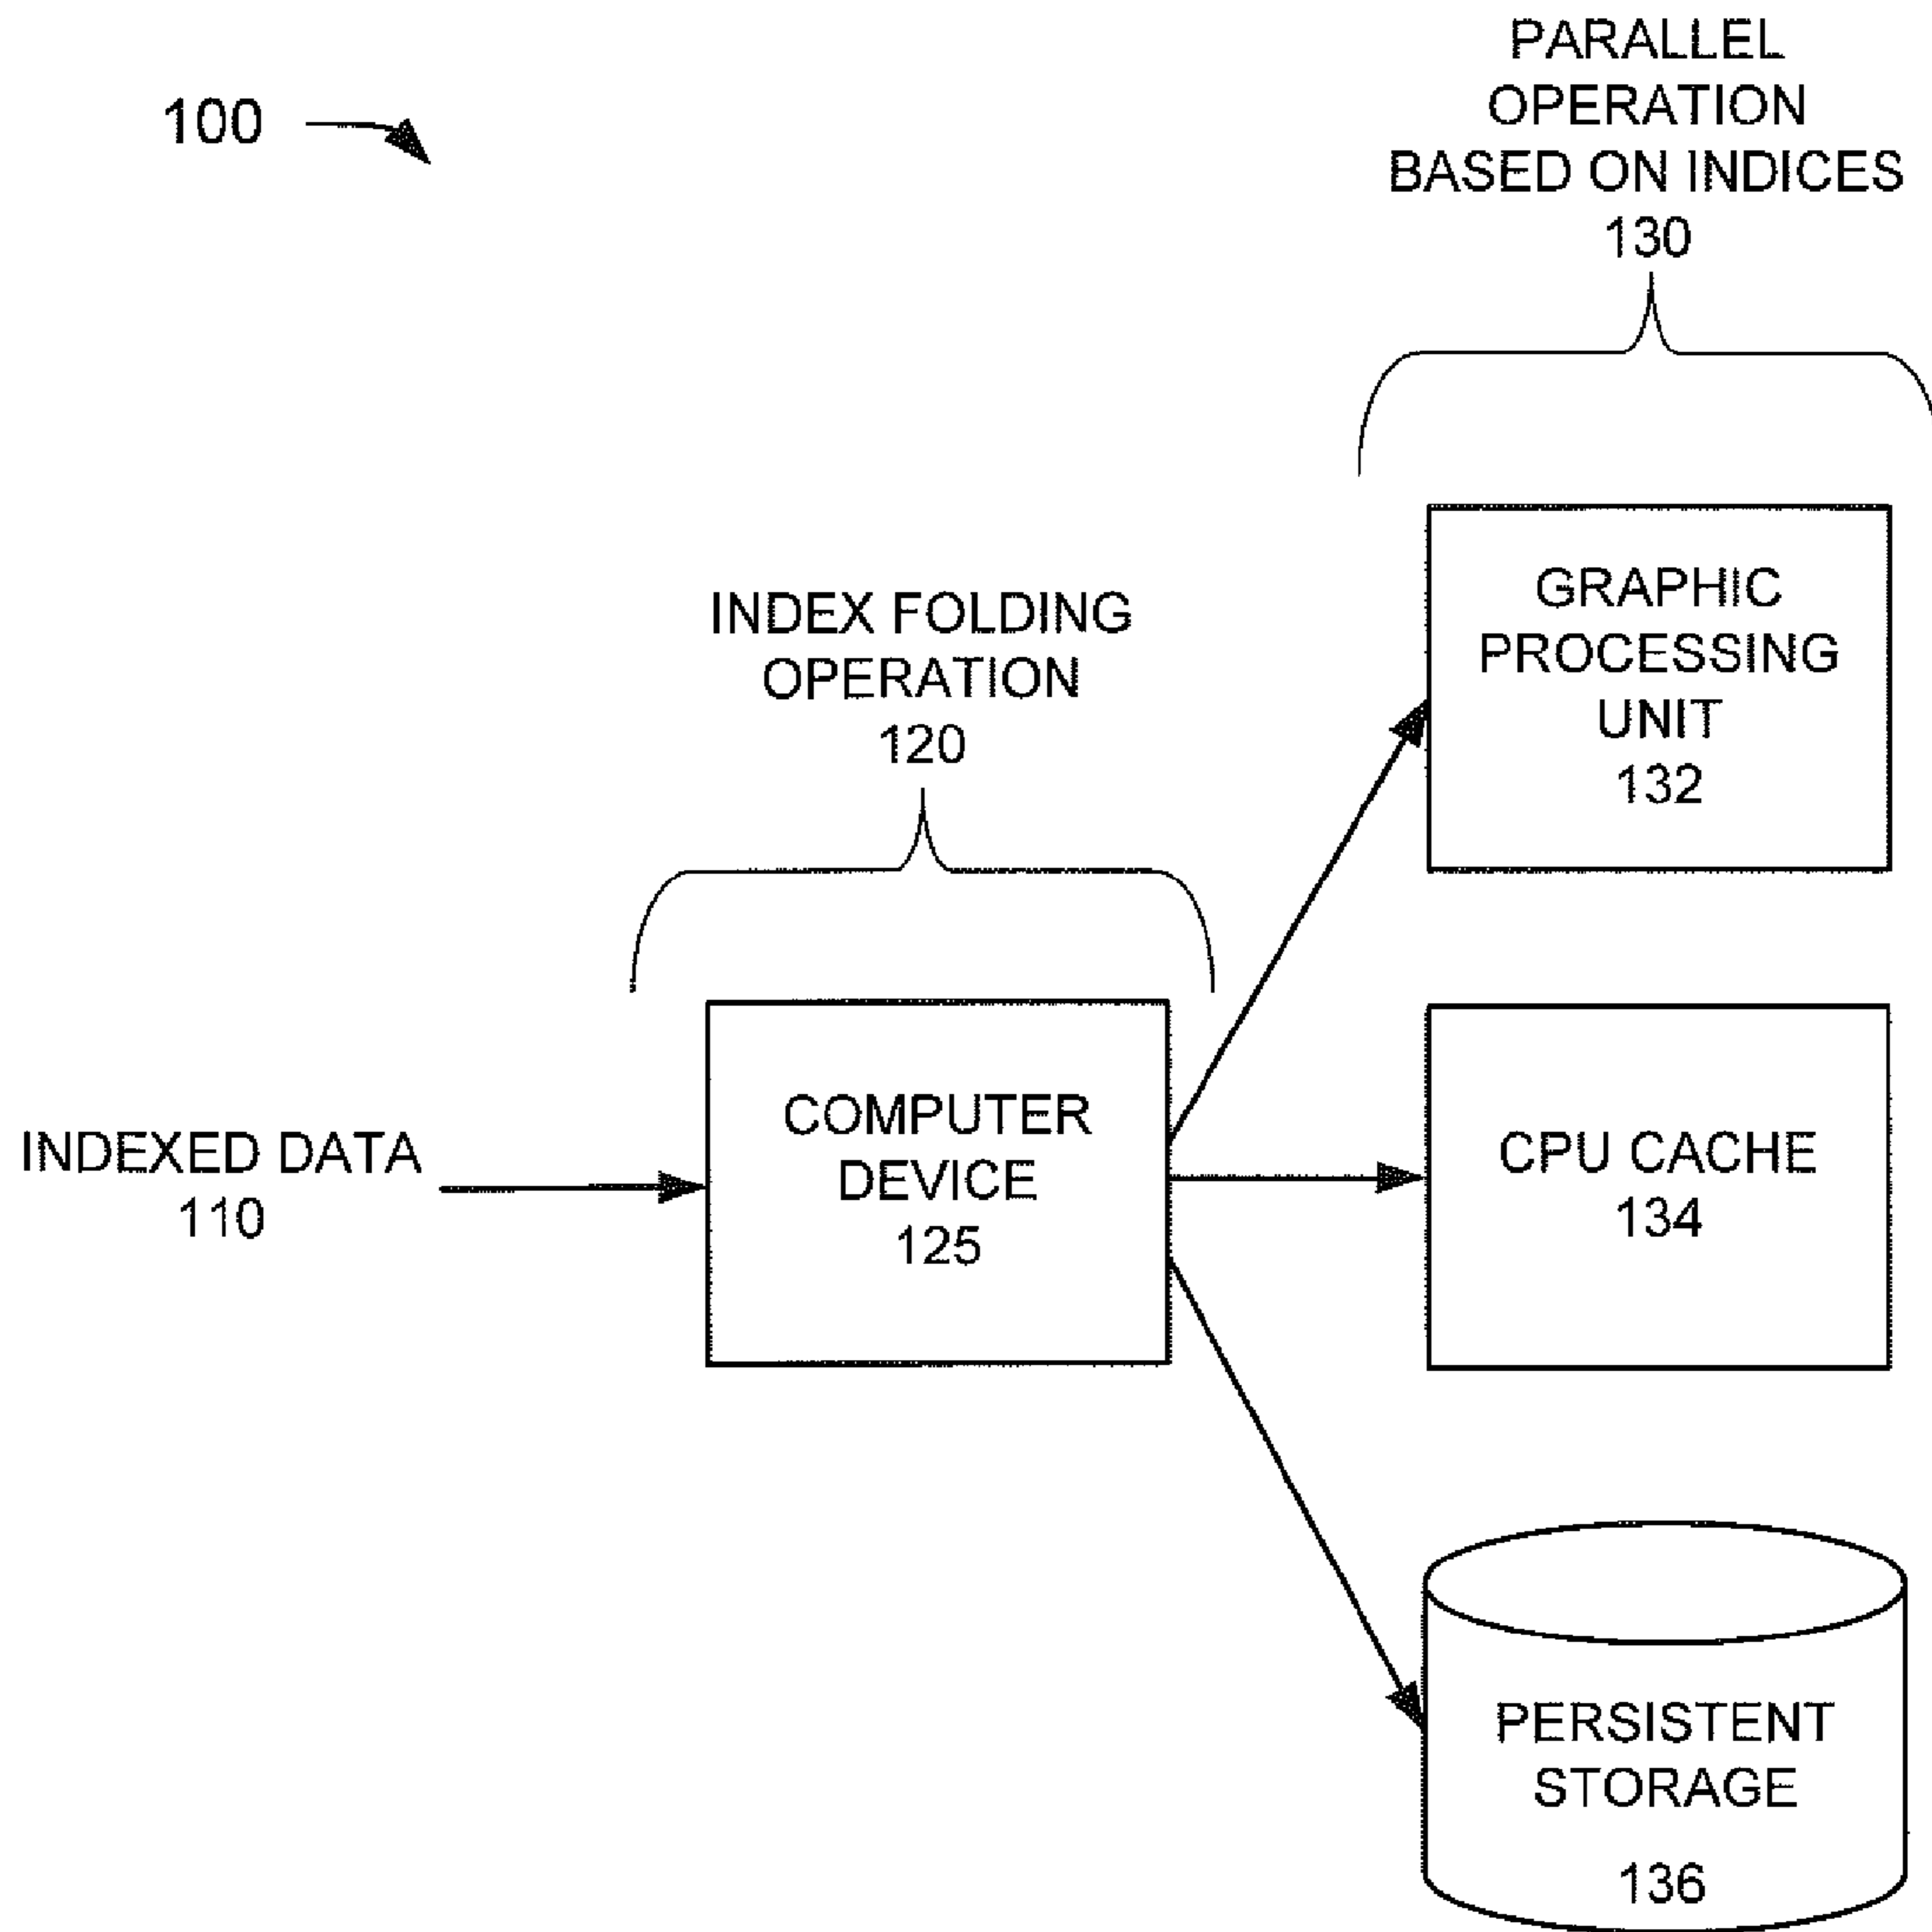 100
PARALLEL
OPERATION
BASED ON INDICES
130
INDEX FOLDING
OPERATION
120
GRAPHIC
PROCESSING
UNIT
132
INDEXED DATA
110
COMPUTER
DEVICE
125
CPU CACHE
134
PERSISTENT
STORAGE
136